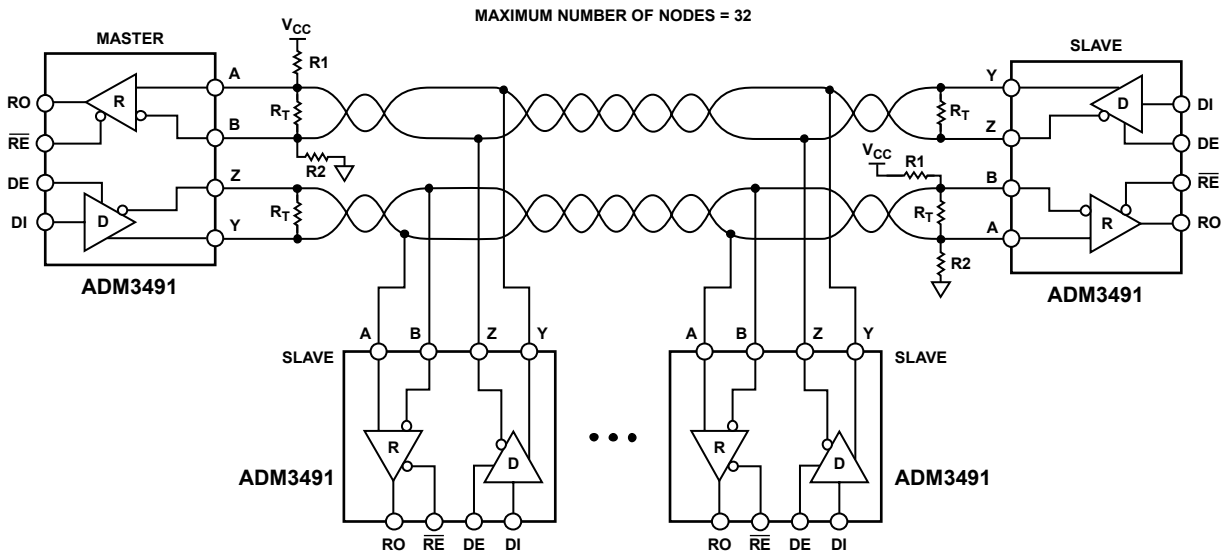 MAXIMUM NUMBER OF NODES = 32
MASTER
SLAVE
VCC
R1
A
RT
B
R2
Z
RT
Y
RO
R
RE
DE
D
DI
ADM3491
Y
RT
Z
VCC
R1
B
RT
A
R2
D
DI
DE
RE
R
RO
ADM3491
A B Z Y
SLAVE
R
D
ADM3491
RO RE DE DI
A B Z Y
SLAVE
R
D
ADM3491
RO RE DE DI